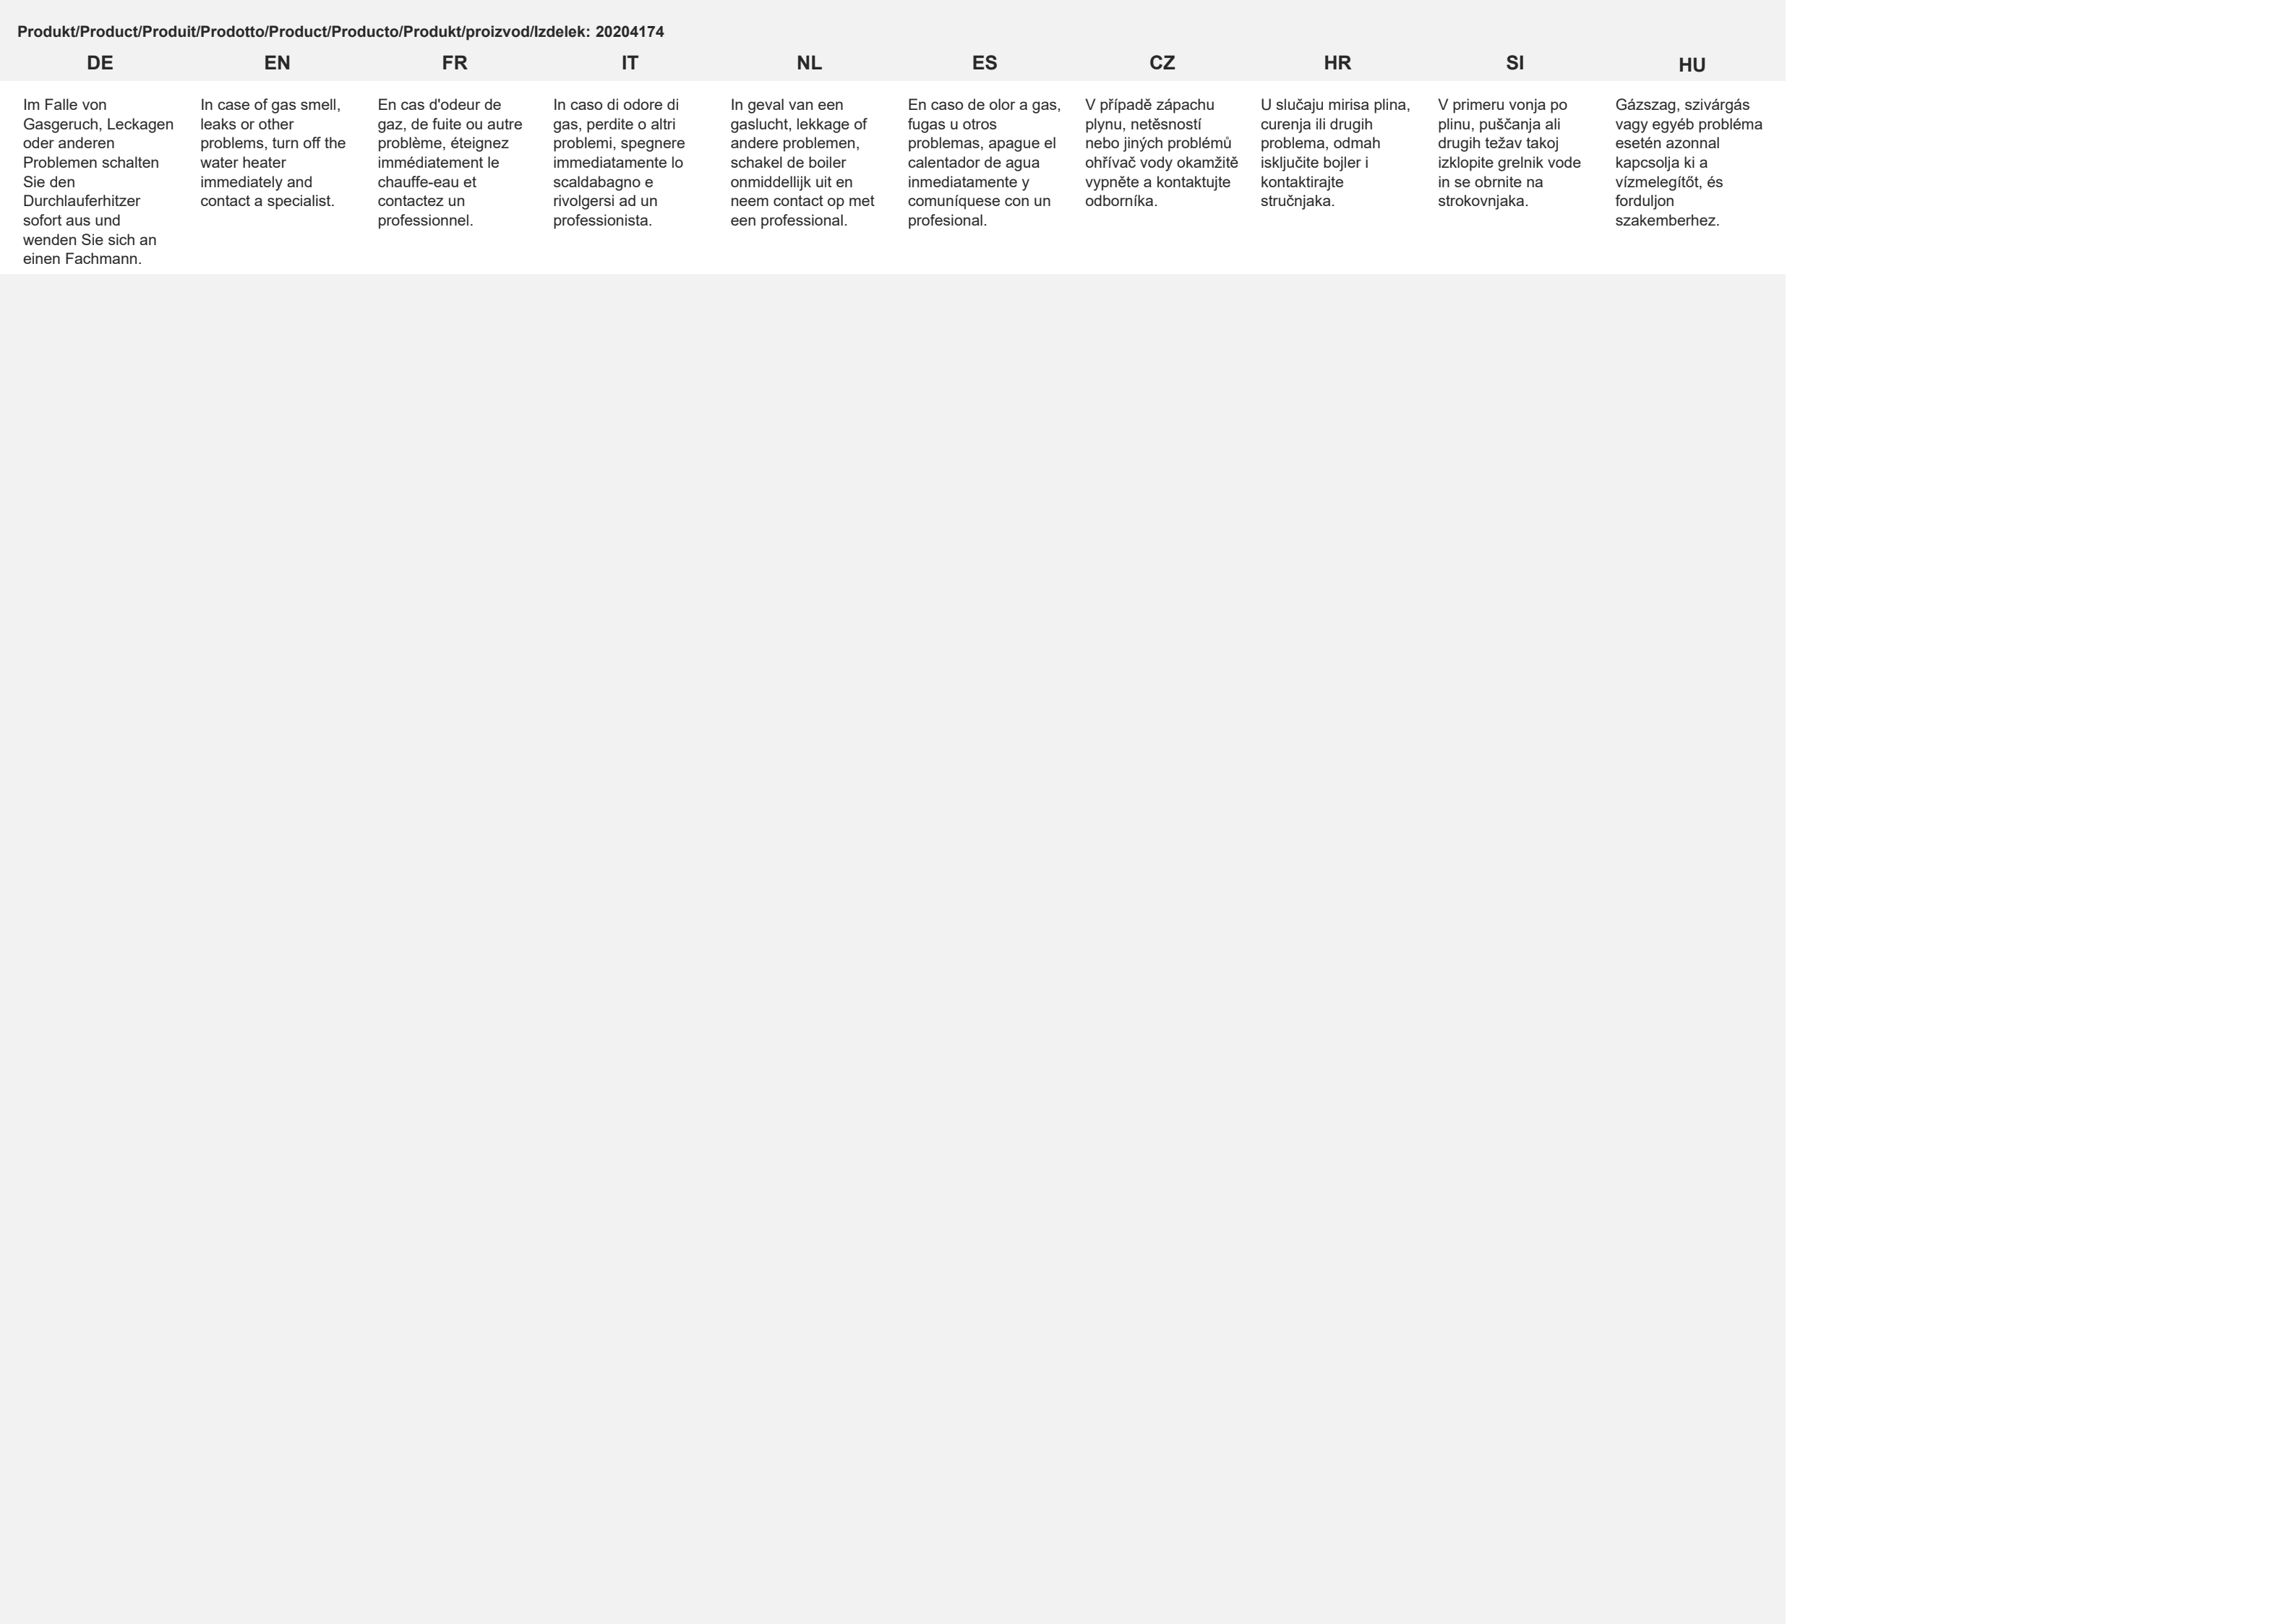 Produkt/Product/Produit/Prodotto/Product/Producto/Produkt/proizvod/Izdelek: 20204174
DE
EN
FR
IT
NL
ES
CZ
HR
SI
HU
Im Falle von
Gasgeruch, Leckagen
oder anderen
Problemen schalten
Sie den
Durchlauferhitzer
sofort aus und
wenden Sie sich an
einen Fachmann.
In case of gas smell,
leaks or other
problems, turn off the
water heater
immediately and
contact a specialist.
En cas d'odeur de
gaz, de fuite ou autre
problème, éteignez
immédiatement le
chauffe-eau et
contactez un
professionnel.
In caso di odore di
gas, perdite o altri
problemi, spegnere
immediatamente lo
scaldabagno e
rivolgersi ad un
professionista.
In geval van een
gaslucht, lekkage of
andere problemen,
schakel de boiler
onmiddellijk uit en
neem contact op met
een professional.
En caso de olor a gas,
fugas u otros
problemas, apague el
calentador de agua
inmediatamente y
comuníquese con un
profesional.
V případě zápachu
plynu, netěsností
nebo jiných problémů
ohřívač vody okamžitě
vypněte a kontaktujte
odborníka.
U slučaju mirisa plina,
curenja ili drugih
problema, odmah
isključite bojler i
kontaktirajte
stručnjaka.
V primeru vonja po
plinu, puščanja ali
drugih težav takoj
izklopite grelnik vode
in se obrnite na
strokovnjaka.
Gázszag, szivárgás
vagy egyéb probléma
esetén azonnal
kapcsolja ki a
vízmelegítőt, és
forduljon
szakemberhez.